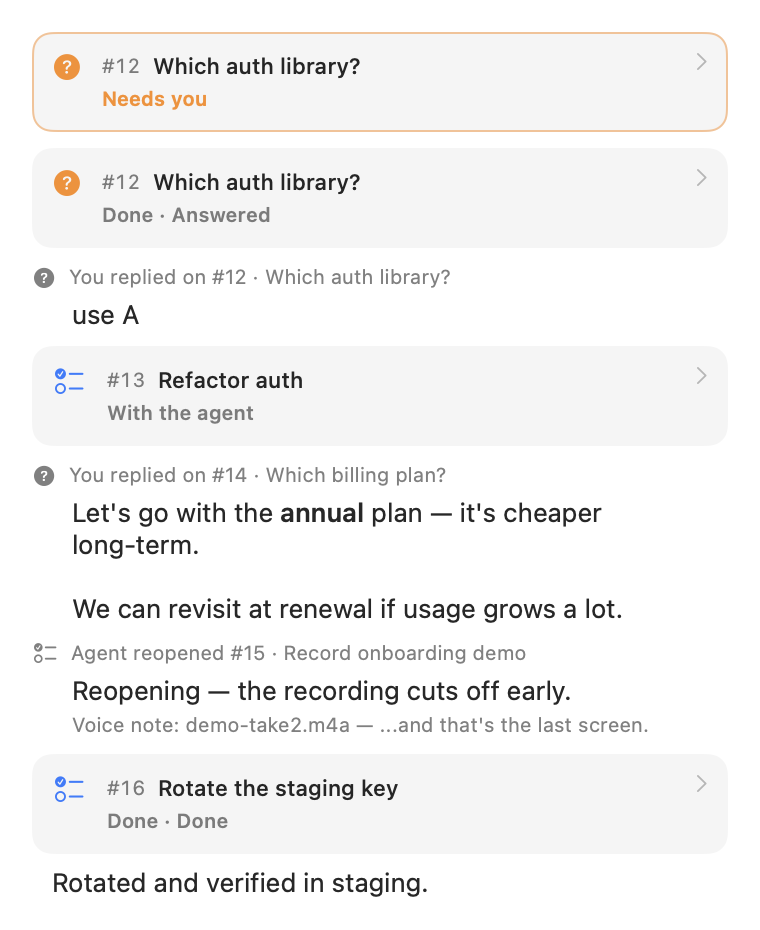 #12 Which auth library?
Needs you
#12 Which auth library?
Done · Answered
You replied on #12 · Which auth library?
use A
#13 Refactor auth
With the agent
You replied on #14 · Which billing plan?
Let's go with the annual plan — it's cheaper
long-term.
We can revisit at renewal if usage grows a lot.
Agent reopened #15 · Record onboarding demo
Reopening — the recording cuts off early.
Voice note: demo-take2.m4a — ...and that's the last screen.
#16 Rotate the staging key
Done · Done
Rotated and verified in staging.